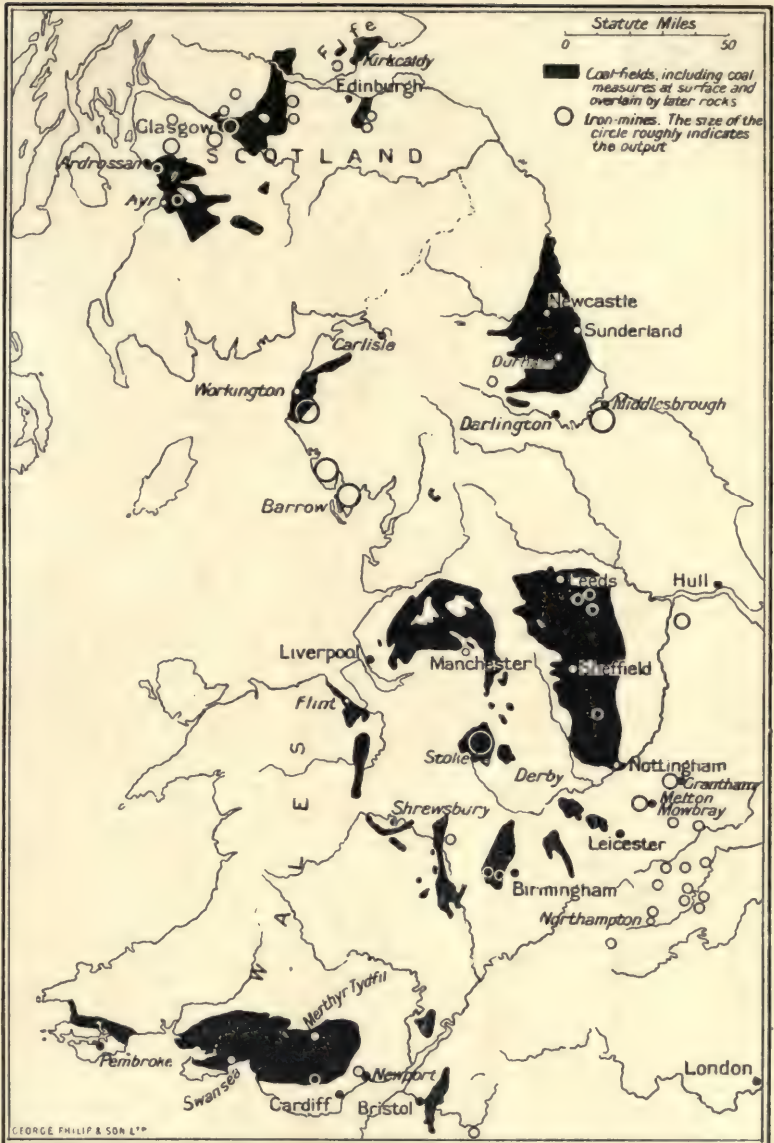 Statute Miles
0 50
Coal-fields, including coal
measures at surface and
overlain by later rocks
Iron-mines. The size of the
circle roughly indicates
the output
Fife
Kirkcaldy
Edinburgh
Glasgow
SCOTLAND
Ardrossan
Ayr
Newcastle
Sunderland
Durham
Carlisle
Workington
Middlesbrough
Darlington
Barrow
Leeds
Hull
Liverpool
Manchester
Sheffield
Flint
Stoke
Derby
Nottingham
Grantham
Melton
Mowbray
Shrewsbury
Leicester
Birmingham
Northampton
WALES
Merthyr Tydfil
Pembroke
Swansea
Cardiff
Newport
Bristol
London
GEORGE PHILIP & SON LTD